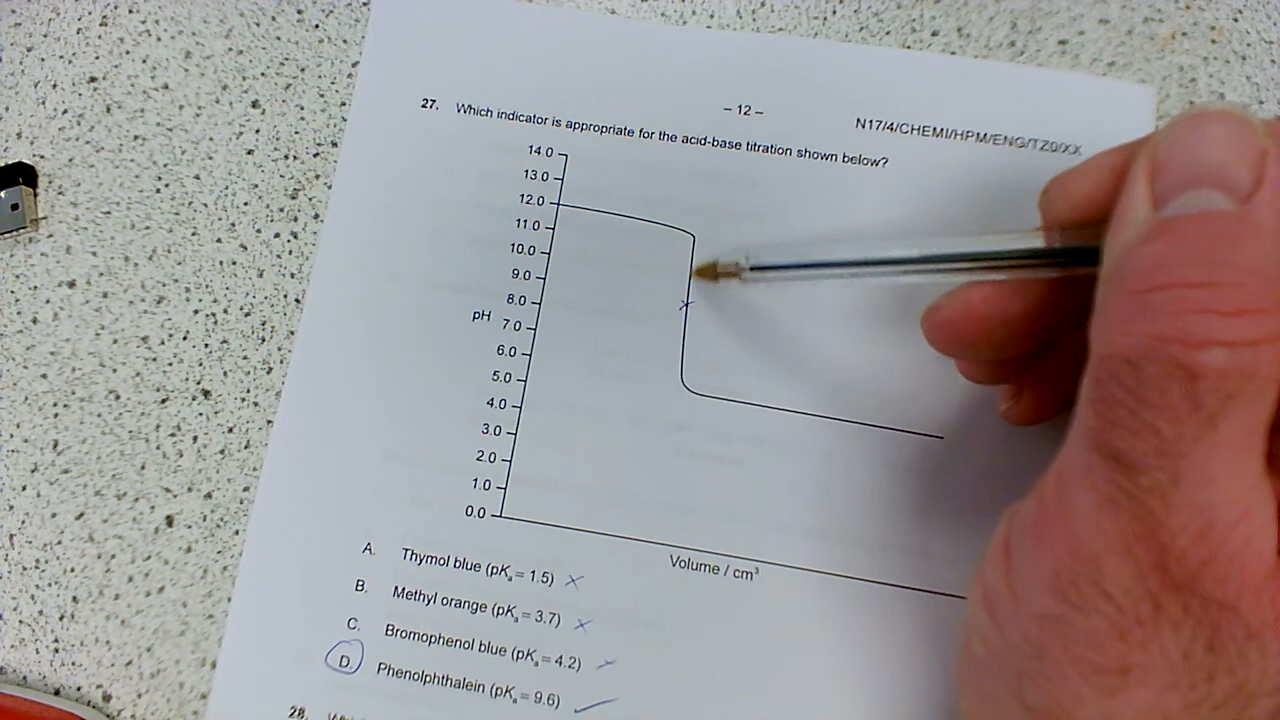 – 12 –
N17/4/CHEMI/HPM/ENG/TZ0/XX
27. Which indicator is appropriate for the acid-base titration shown below?
14.0
13.0
12.0
11.0
10.0
9.0
8.0
pH
7.0
6.0
5.0
4.0
3.0
2.0
1.0
0.0
Volume / cm³
A. Thymol blue (pKₐ = 1.5)
B. Methyl orange (pKₐ = 3.7)
C. Bromophenol blue (pKₐ = 4.2)
D. Phenolphthalein (pKₐ = 9.6)
28.